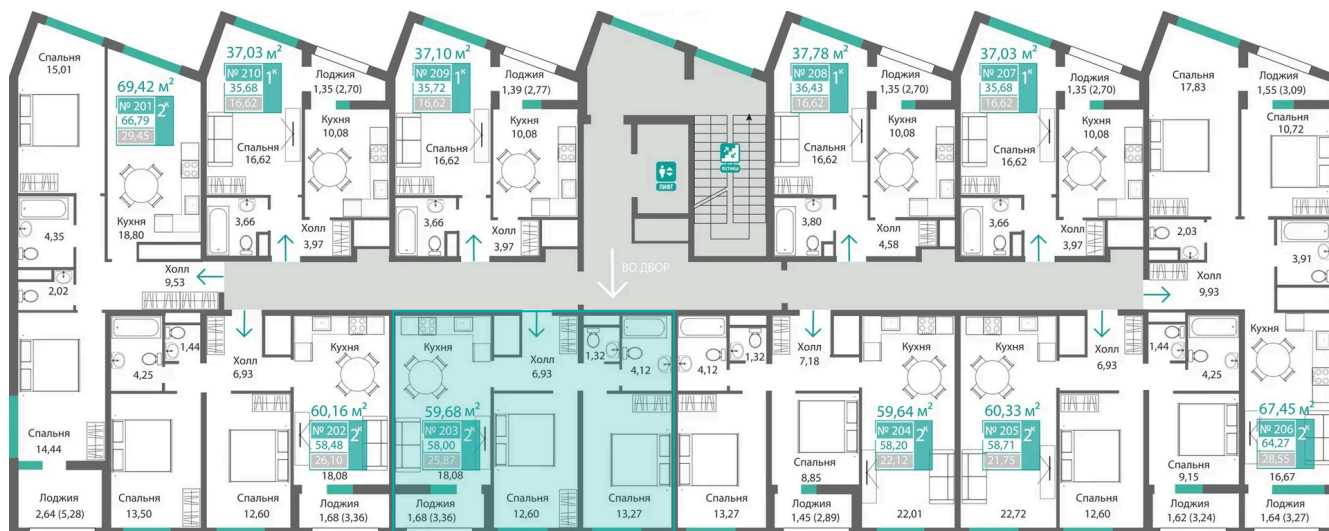 Спальня
15,01
69,42 м²
№ 201
66,79
29,45
2к
Кухня
18,80
4,35
2,02
Холл
9,53
Спальня
14,44
Лоджия
2,64 (5,28)
37,03 м²
№ 210
35,68
16,62
1к
Лоджия
1,35 (2,70)
Кухня
10,08
Спальня
16,62
3,66
Холл
3,97
37,10 м²
№ 209
35,72
16,62
1к
Лоджия
1,39 (2,77)
Кухня
10,08
Спальня
16,62
3,66
Холл
3,97
ЛИФТ
ЛЕСТНИЦА
ВО ДВОР
37,78 м²
№ 208
36,43
16,62
1к
Лоджия
1,35 (2,70)
Кухня
10,08
Спальня
16,62
3,80
Холл
4,58
37,03 м²
№ 207
35,68
16,62
1к
Лоджия
1,35 (2,70)
Кухня
10,08
Спальня
16,62
3,66
Холл
3,97
Спальня
17,83
Лоджия
1,55 (3,09)
Спальня
10,72
2,03
3,91
Холл
9,93
Кухня
67,45 м²
№ 206
64,27
28,55
2к
16,67
Лоджия
1,64 (3,27)
1,44
4,25
Холл
6,93
Кухня
60,16 м²
№ 202
58,48
26,10
2к
18,08
Спальня
13,50
Спальня
12,60
Лоджия
1,68 (3,36)
Кухня
Холл
6,93
1,32
4,12
59,68 м²
№ 203
58,00
25,87
2к
18,08
Лоджия
1,68 (3,36)
Спальня
12,60
Спальня
13,27
4,12
1,32
Холл
7,18
Кухня
59,64 м²
№ 204
58,20
22,12
2к
Спальня
13,27
Спальня
8,85
Лоджия
1,45 (2,89)
22,01
Кухня
Холл
6,93
1,44
4,25
60,33 м²
№ 205
58,71
21,75
2к
22,72
Спальня
12,60
Спальня
9,15
Лоджия
1,62 (3,24)